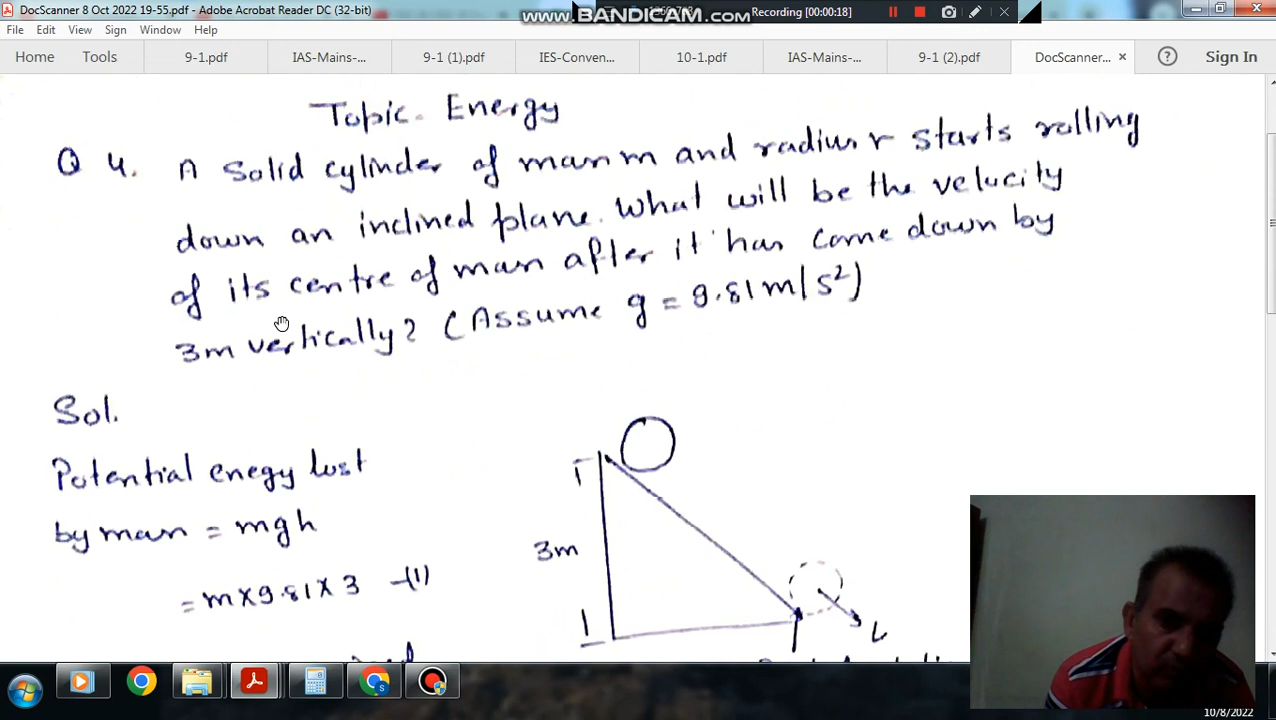 DocScanner 8 Oct 2022 19-55.pdf - Adobe Acrobat Reader DC (32-bit)
www.BANDICAM.com
Recording [00:00:18]
File Edit View Sign Window Help
Home Tools 9-1.pdf IAS-Mains-... 9-1 (1).pdf IES-Conven... 10-1.pdf IAS-Mains-... 9-1 (2).pdf DocScanner... × ? Sign In
Topic. Energy
Q 4. A Solid cylinder of mass m and radius r starts rolling
down an inclined plane. What will be the velocity
of its centre of mass after it has come down by
3m vertically? (Assume g = 9.81 m/s²)
Sol.
Potential enegy lost
by mass = mgh
= m×9.81×3 -(1)
3m
10/8/2022